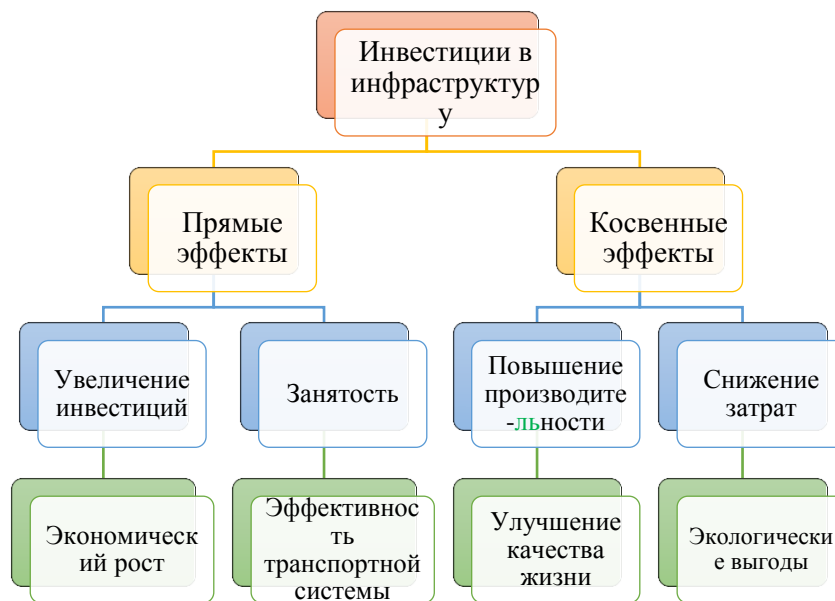 Инвестиции в
инфраструктур
у
Прямые
эффекты
Косвенные
эффекты
Увеличение
инвестиций
Занятость
Повышение
производите
-льности
Снижение
затрат
Экономическ
ий рост
Эффективнос
ть
транспортной
системы
Улучшение
качества
жизни
Экологически
е выгоды